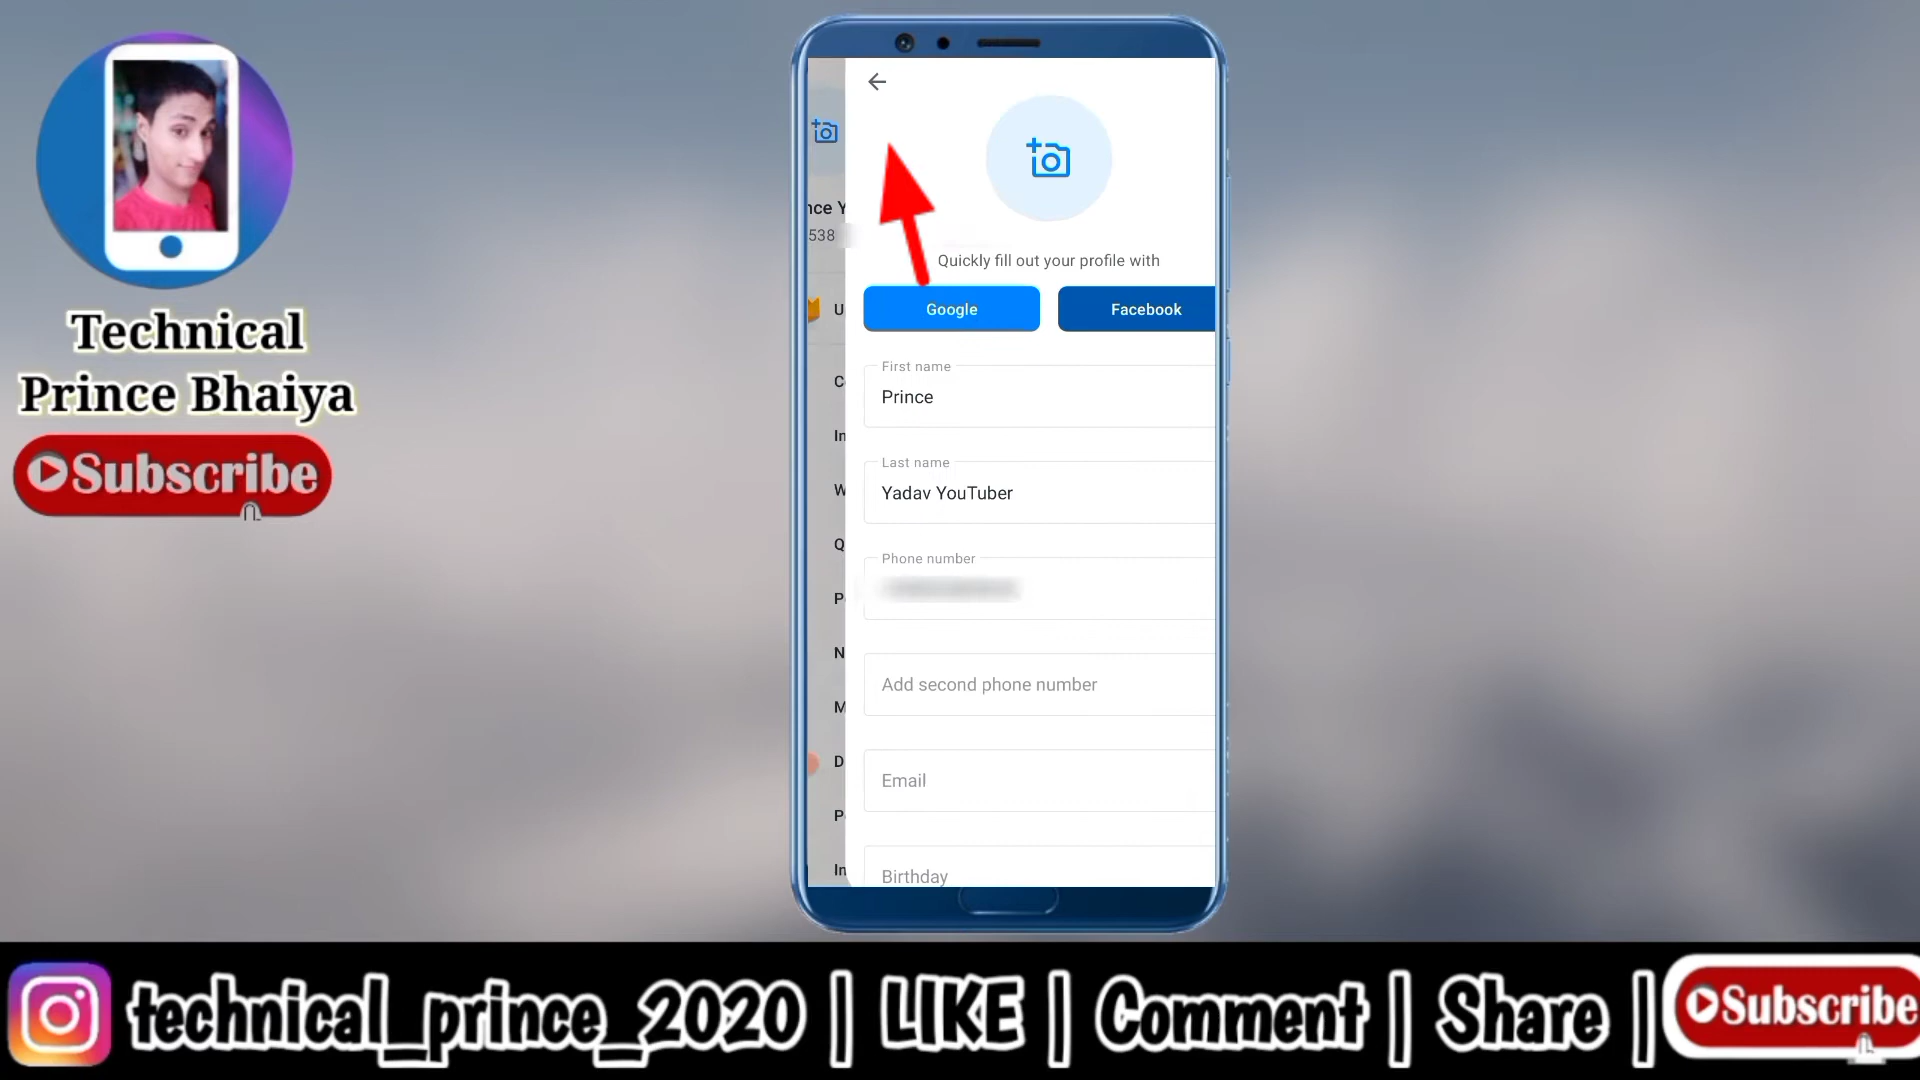 Technical
Prince Bhaiya
Subscribe
538
Quickly fill out your profile with
Google
Facebook
First name
Prince
Last name
Yadav YouTuber
Phone number
Add second phone number
Email
Birthday
technical_prince_2020 | LIKE | Comment | Share | Subscribe